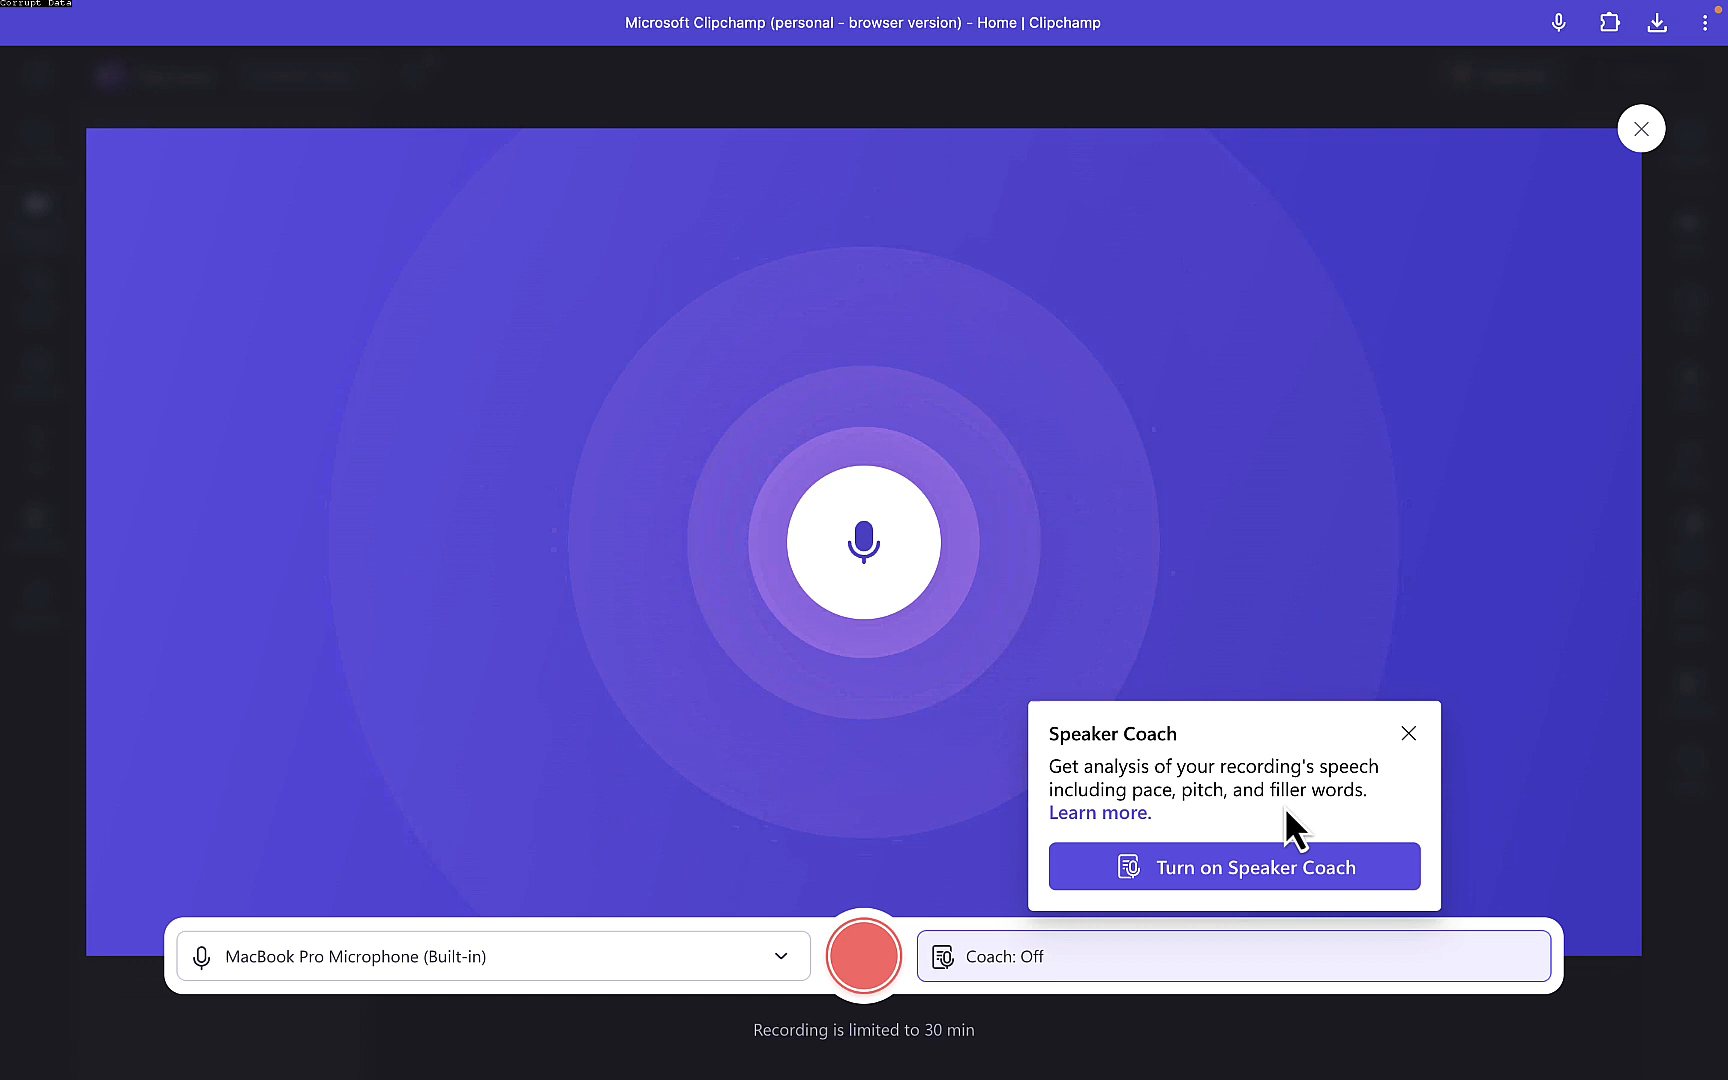 Corrupt Data
Microsoft Clipchamp (personal - browser version) - Home | Clipchamp
Speaker Coach
Get analysis of your recording's speech
including pace, pitch, and filler words.
Learn more.
Turn on Speaker Coach
MacBook Pro Microphone (Built-in)
Coach: Off
Recording is limited to 30 min